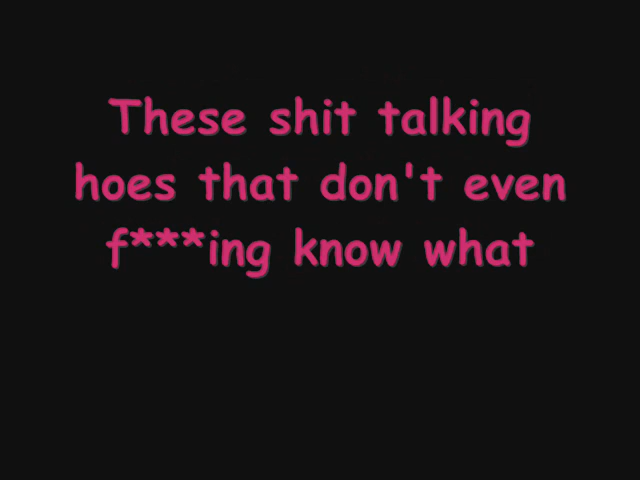 These shit talking
hoes that don't even
f***ing know what